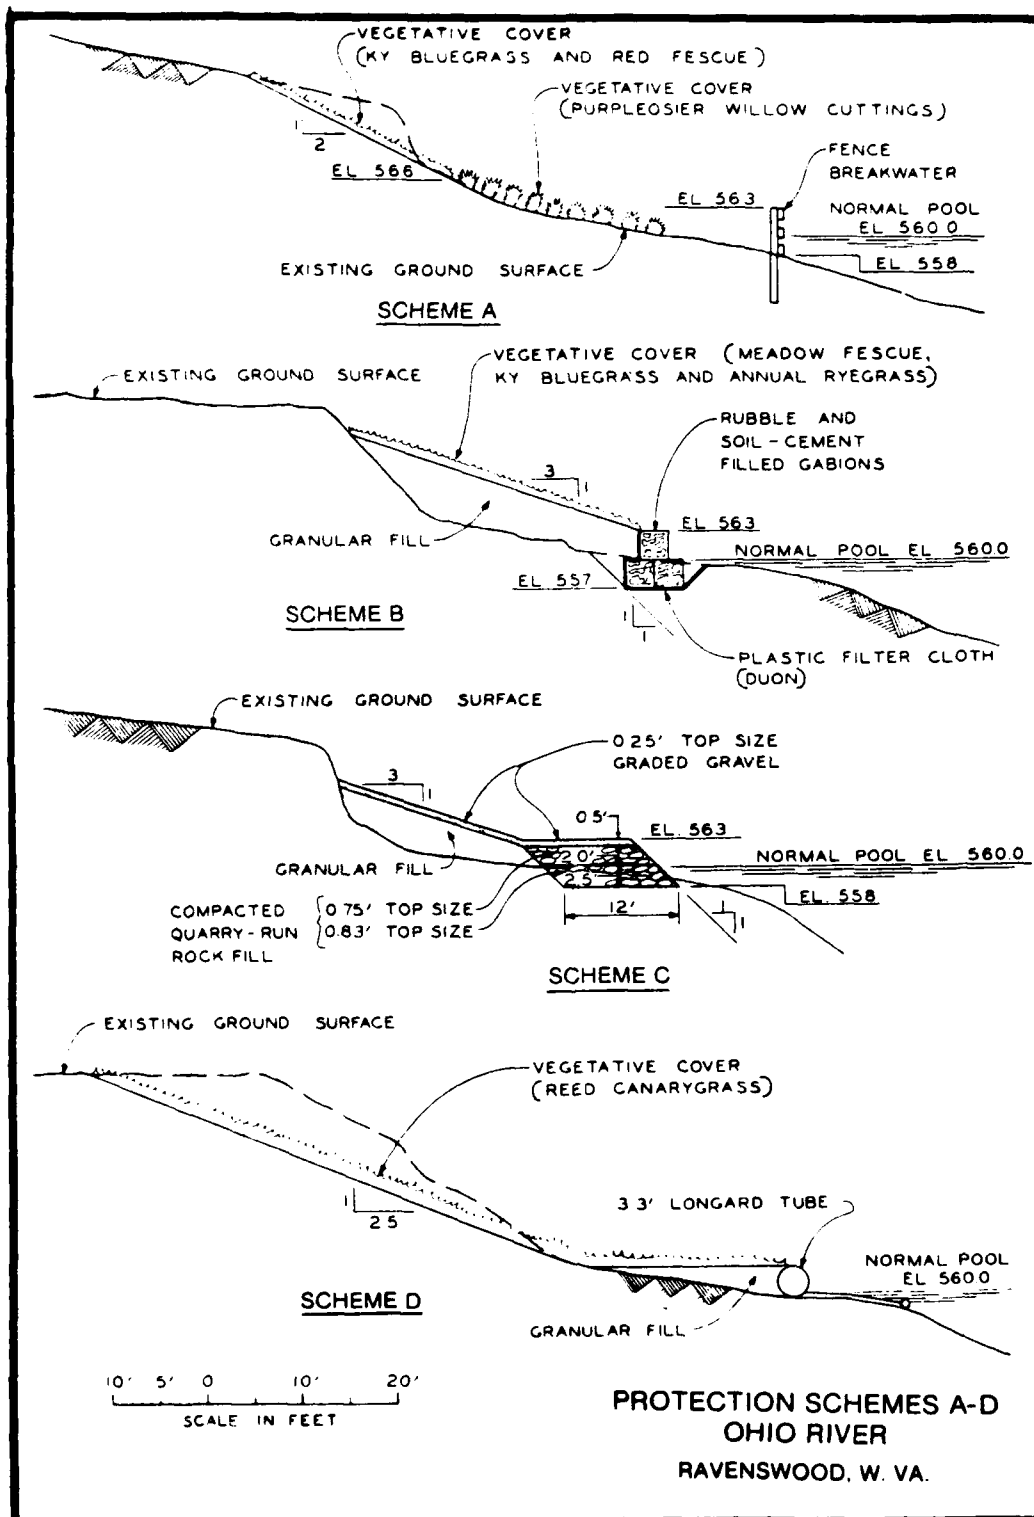 VEGETATIVE COVER
(KY BLUEGRASS AND RED FESCUE)
VEGETATIVE COVER
(PURPLEOSIER WILLOW CUTTINGS)
1
2
EL 566
FENCE
BREAKWATER
EL 563
NORMAL POOL
EL 560.0
EL 558
EXISTING GROUND SURFACE
SCHEME A
EXISTING GROUND SURFACE
VEGETATIVE COVER (MEADOW FESCUE,
KY BLUEGRASS AND ANNUAL RYEGRASS)
RUBBLE AND
SOIL-CEMENT
FILLED GABIONS
3
1
EL 563
GRANULAR FILL
NORMAL POOL EL 560.0
EL 557
1
1
SCHEME B
PLASTIC FILTER CLOTH
(DUON)
EXISTING GROUND SURFACE
0.25' TOP SIZE
GRADED GRAVEL
3
1
0.5'
EL. 563
NORMAL POOL EL 560.0
GRANULAR FILL
2.0'
2.5'
EL. 558
COMPACTED
QUARRY-RUN
ROCK FILL
0.75' TOP SIZE
0.83' TOP SIZE
12'
1
1
SCHEME C
EXISTING GROUND SURFACE
VEGETATIVE COVER
(REED CANARYGRASS)
1
2.5
3.3' LONGARD TUBE
NORMAL POOL
EL 560.0
SCHEME D
GRANULAR FILL
10' 5' 0 10' 20'
SCALE IN FEET
PROTECTION SCHEMES A-D
OHIO RIVER
RAVENSWOOD, W. VA.